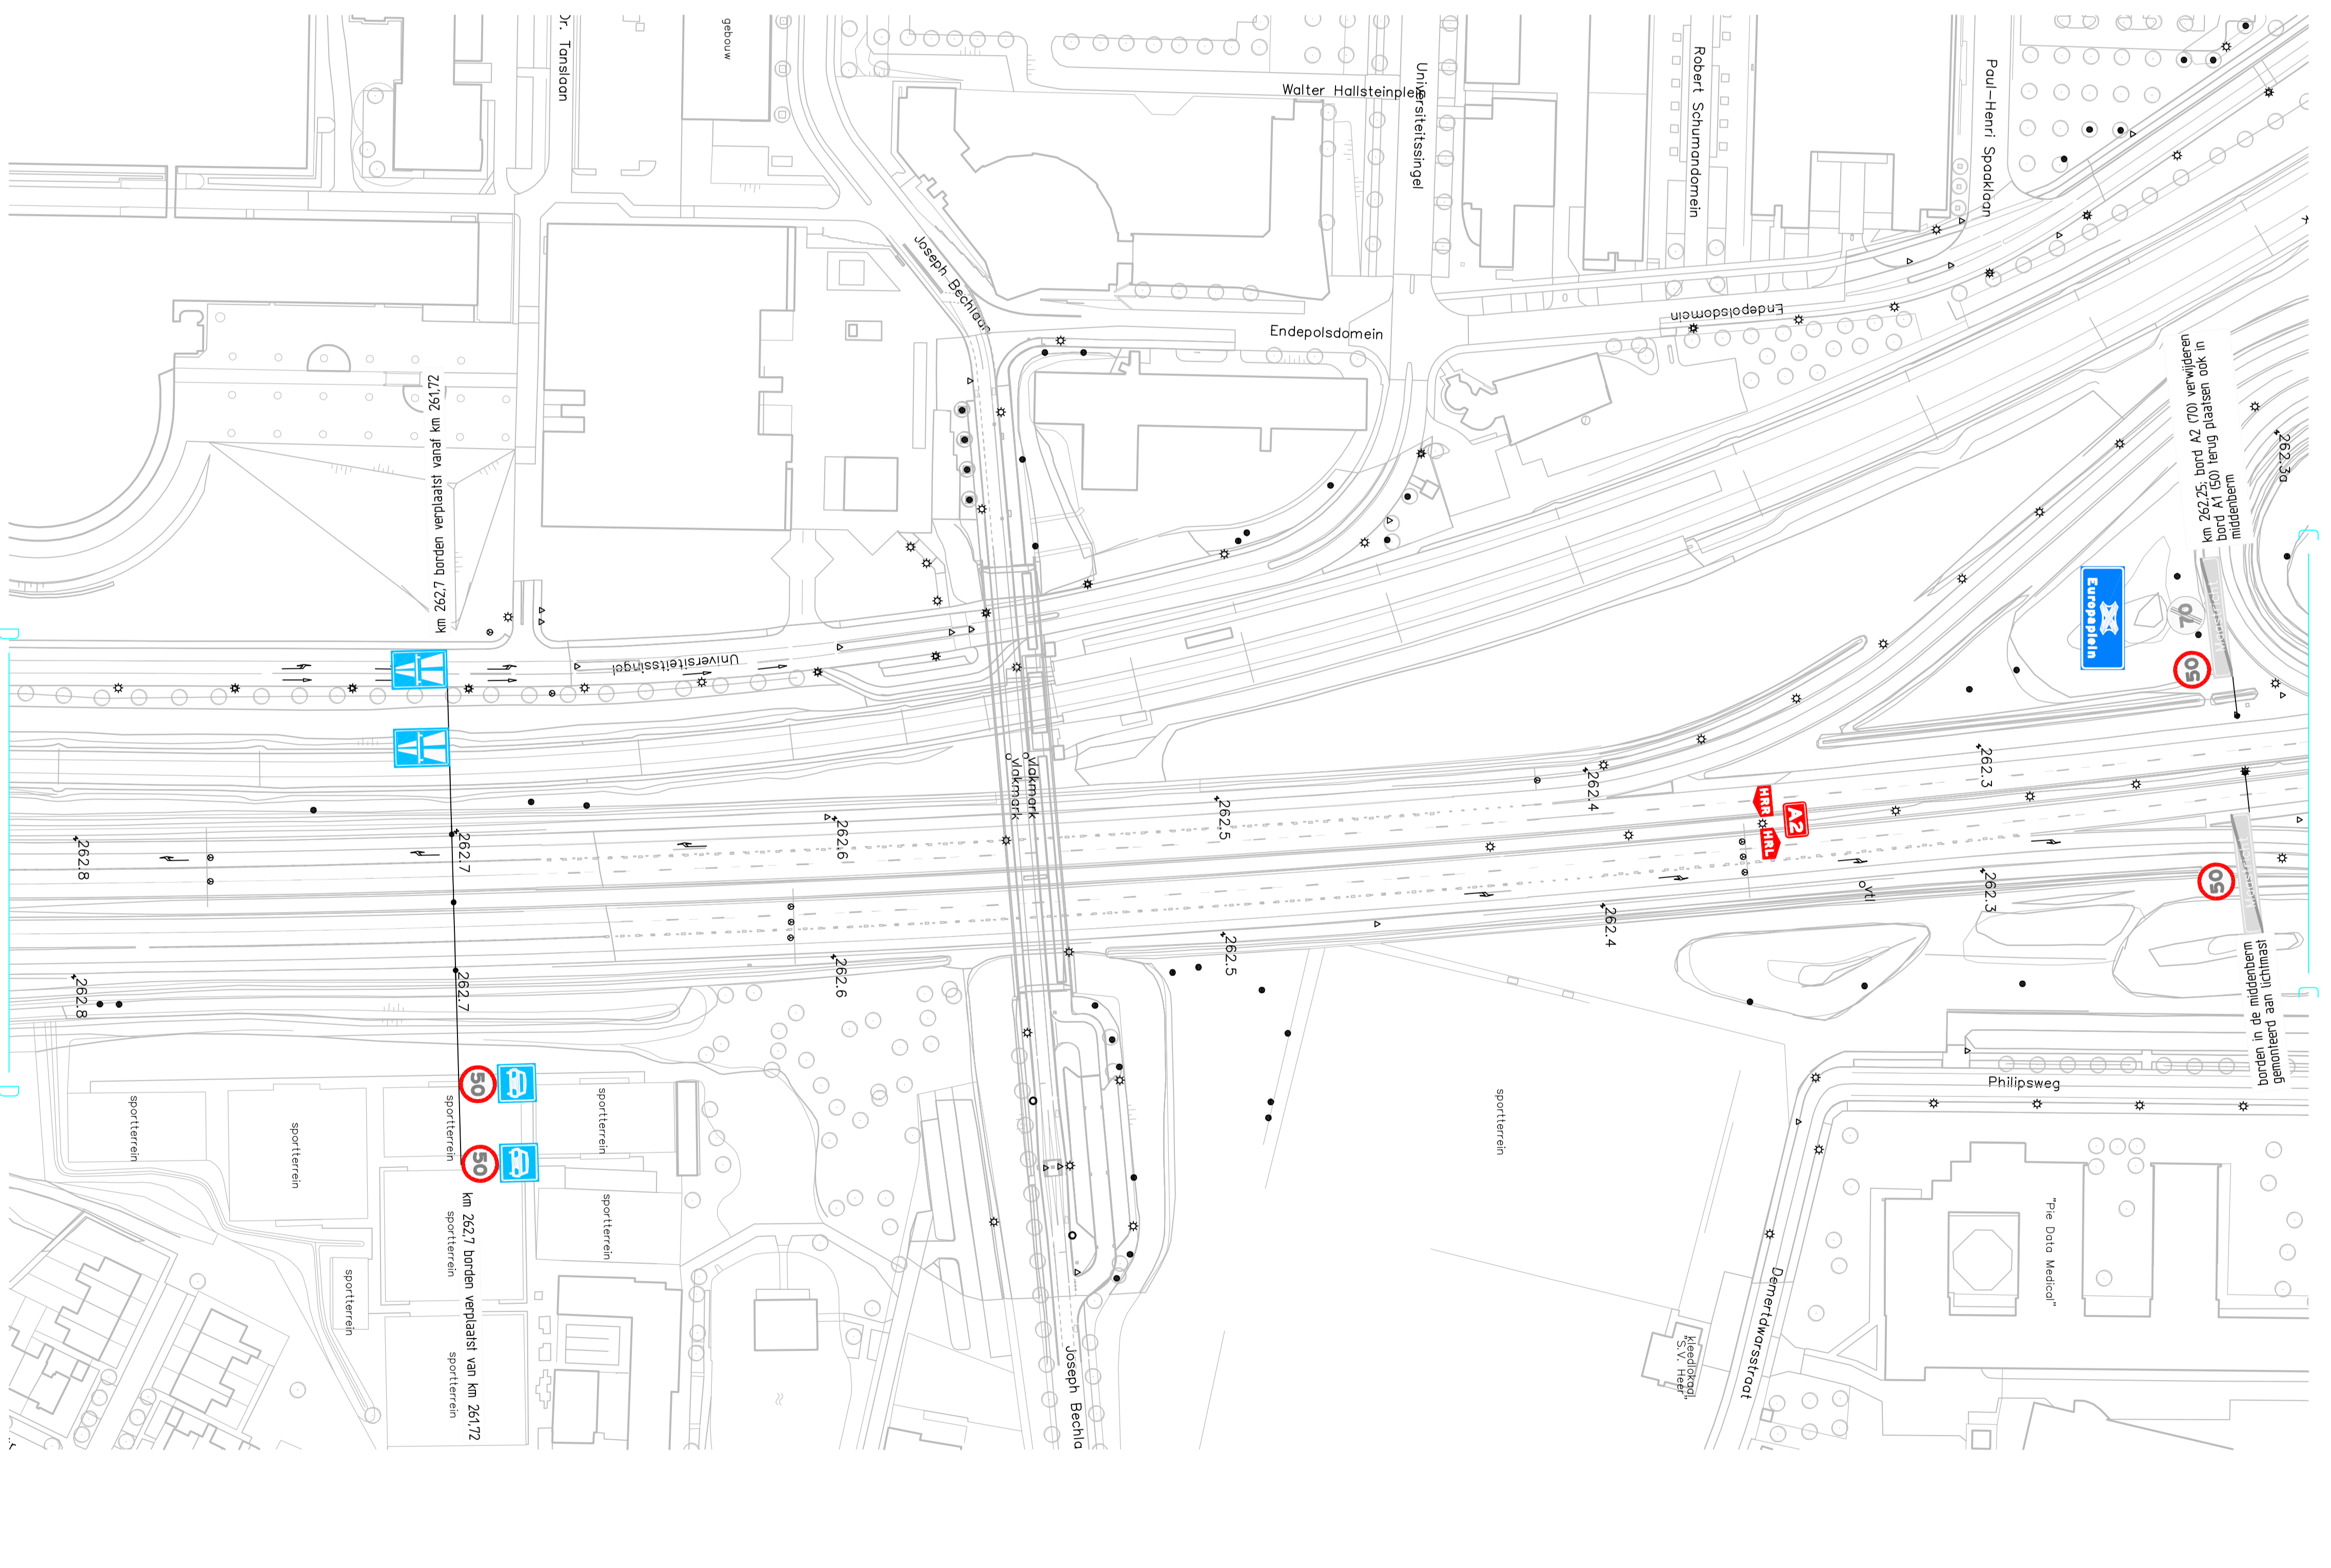 Dr. Tanslaan
gebouw
Walter Hallsteinplein
Universiteitssingel
Robert Schumandomein
Paul-Henri Spaaklaan
Joseph Bechlaan
Endepolsdomein
Endepolsdomein
km 262,7 borden verplaatst vanaf km 261,72
km 262,25; bord A2 (70) verwijderen
bord A1 (50) terug plaatsen ook in
middenberm
262.3a
Europaplein
70
50
Universiteitssingel
vlakmark
vlakmark
262.8
262.7
262.6
262.5
262.4
262.3
HRR
A2
HRL
vtl
50
262.8
262.7
262.6
262.5
262.4
262.3
borden in de middenberm
gemonteerd aan lichtmast
Philipsweg
50
50
sportterrein
sportterrein
sportterrein
sportterrein
sportterrein
sportterrein
sportterrein
sportterrein
sportterrein
km 262,7 borden verplaatst van km 261,72
Joseph Bechla
Demertdwarsstraat
kleedlokaal
"S.V. Heer"
"Pie Data Medical"